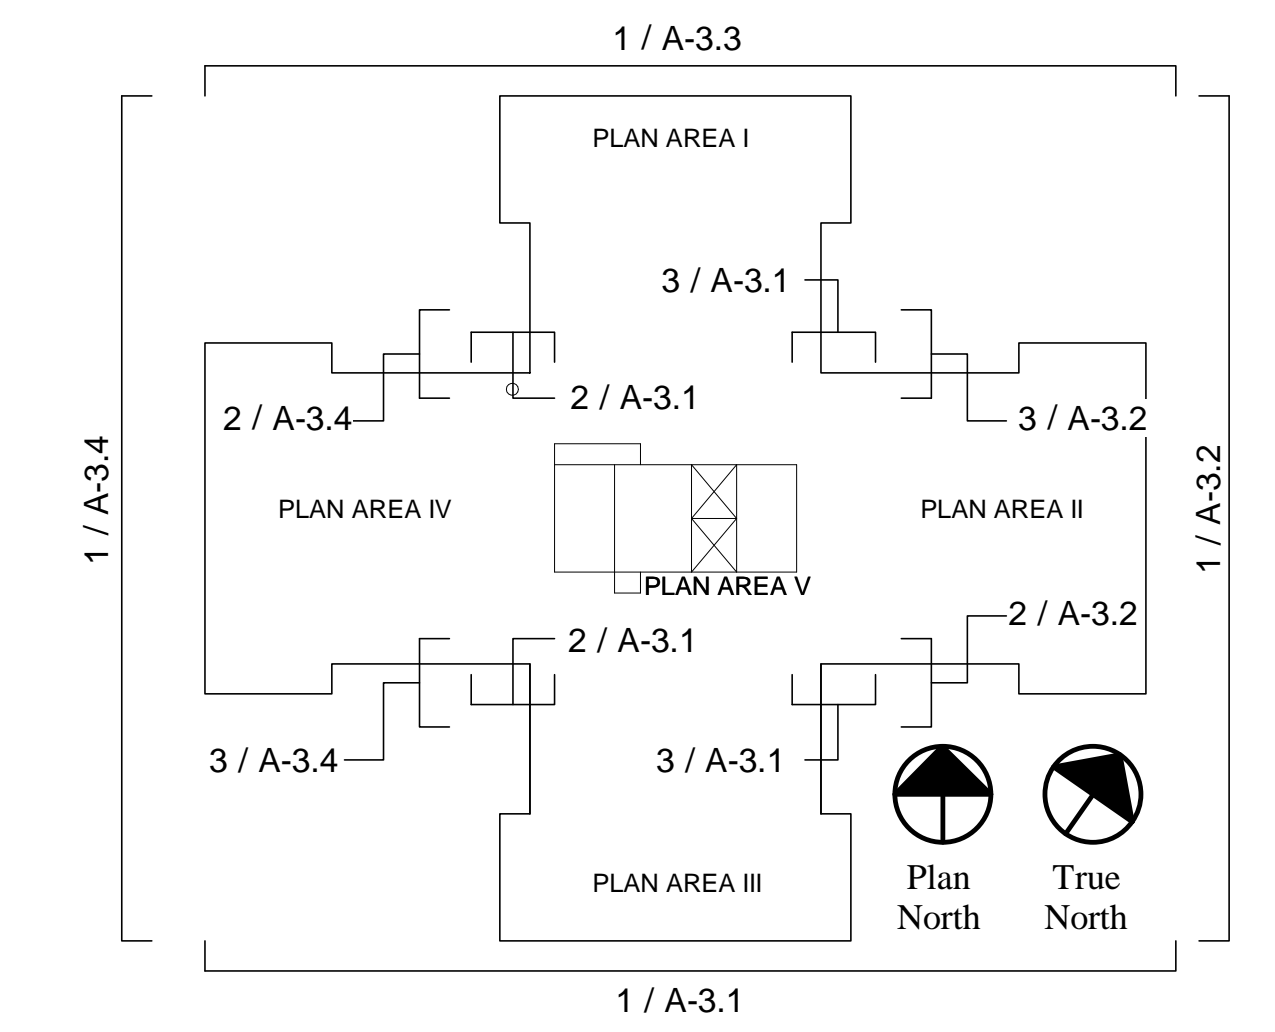 1 / A-3.3
PLAN AREA I
3 / A-3.1
2 / A-3.4
2 / A-3.1
3 / A-3.2
1 / A-3.4
PLAN AREA IV
PLAN AREA II
1 / A-3.2
PLAN AREA V
2 / A-3.1
2 / A-3.2
3 / A-3.4
3 / A-3.1
PLAN AREA III
Plan
North
True
North
1 / A-3.1